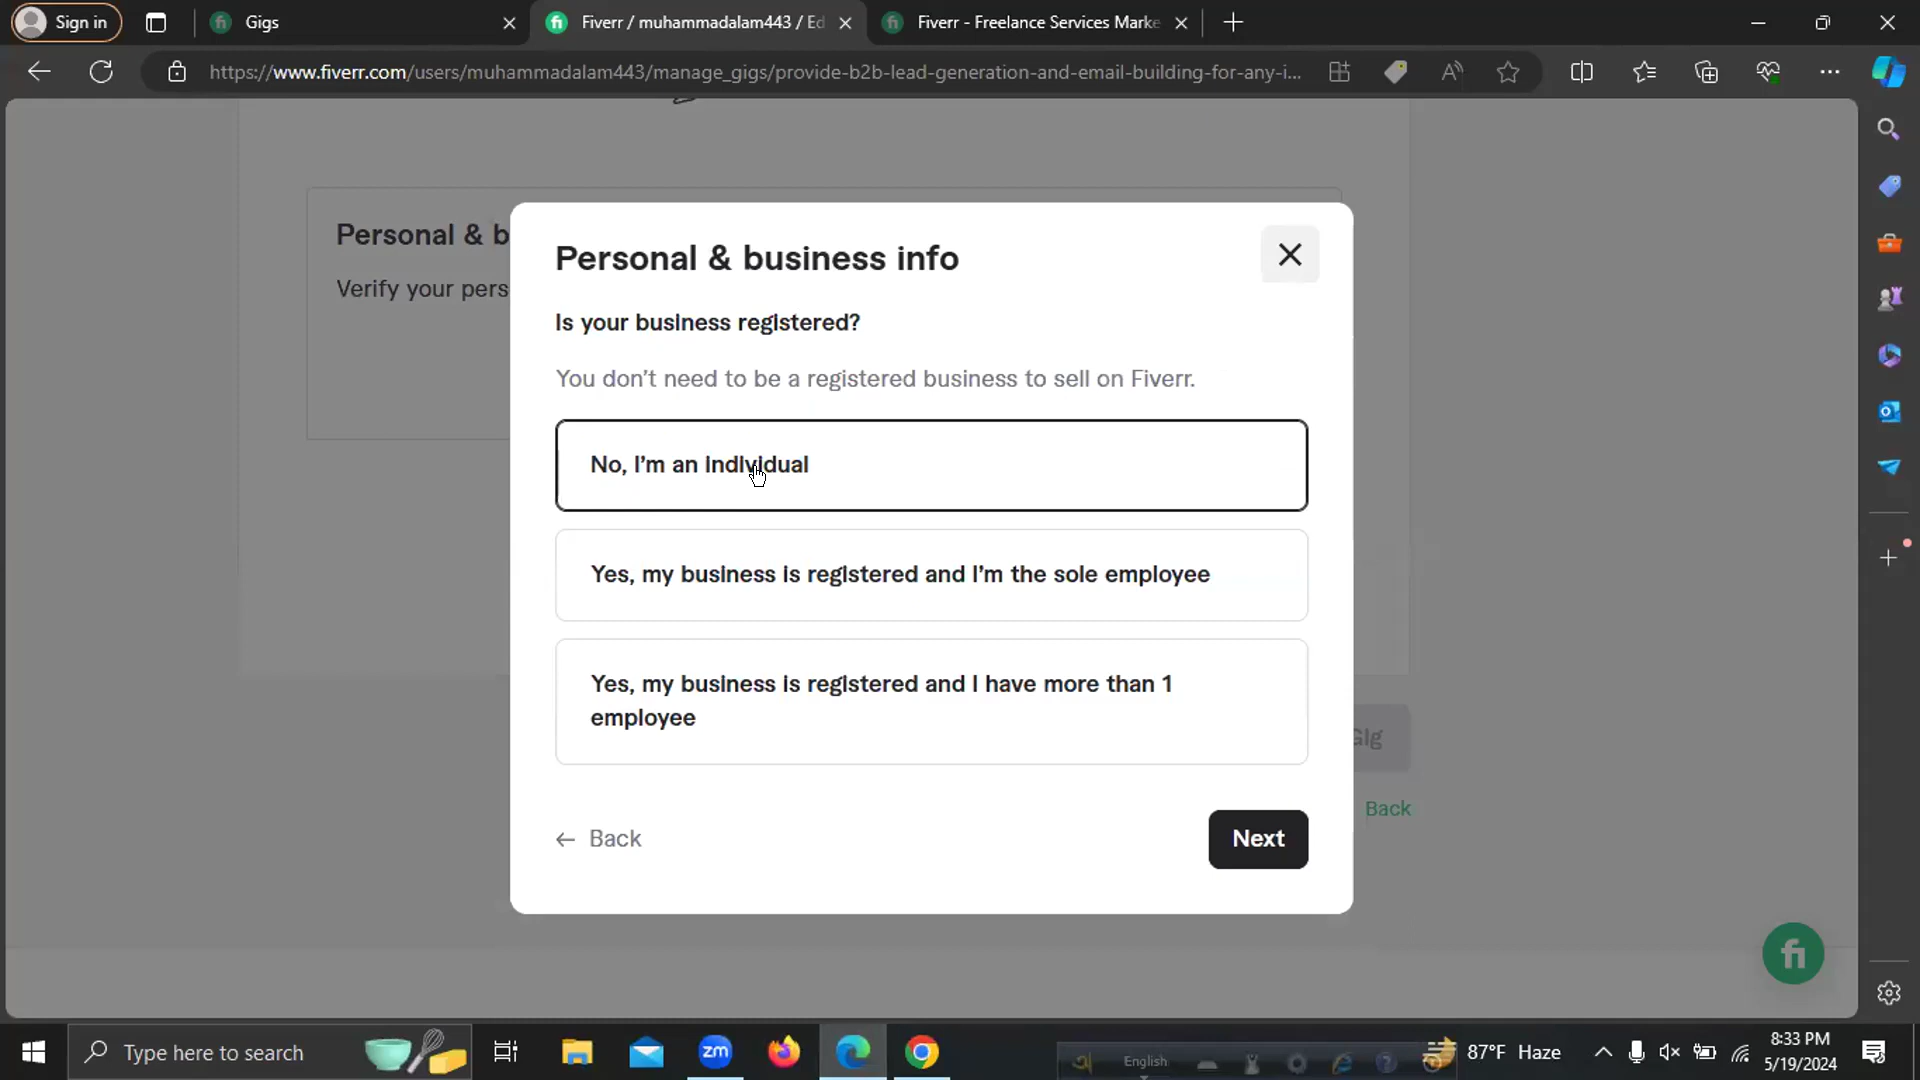 Sign in
Gigs
Fiverr / muhammadalam443 / Ed
Fiverr - Freelance Services Marke
https://www.fiverr.com/users/muhammadalam443/manage_gigs/provide-b2b-lead-generation-and-email-building-for-any-i...
Personal & b
Verify your pers
Personal & business info
Is your business registered?
You don't need to be a registered business to sell on Fiverr.
No, I'm an individual
Yes, my business is registered and I'm the sole employee
Yes, my business is registered and I have more than 1
employee
Back
Next
Gig
Back
fi
Type here to search
zm
English
87°F Haze
8:33 PM
5/19/2024